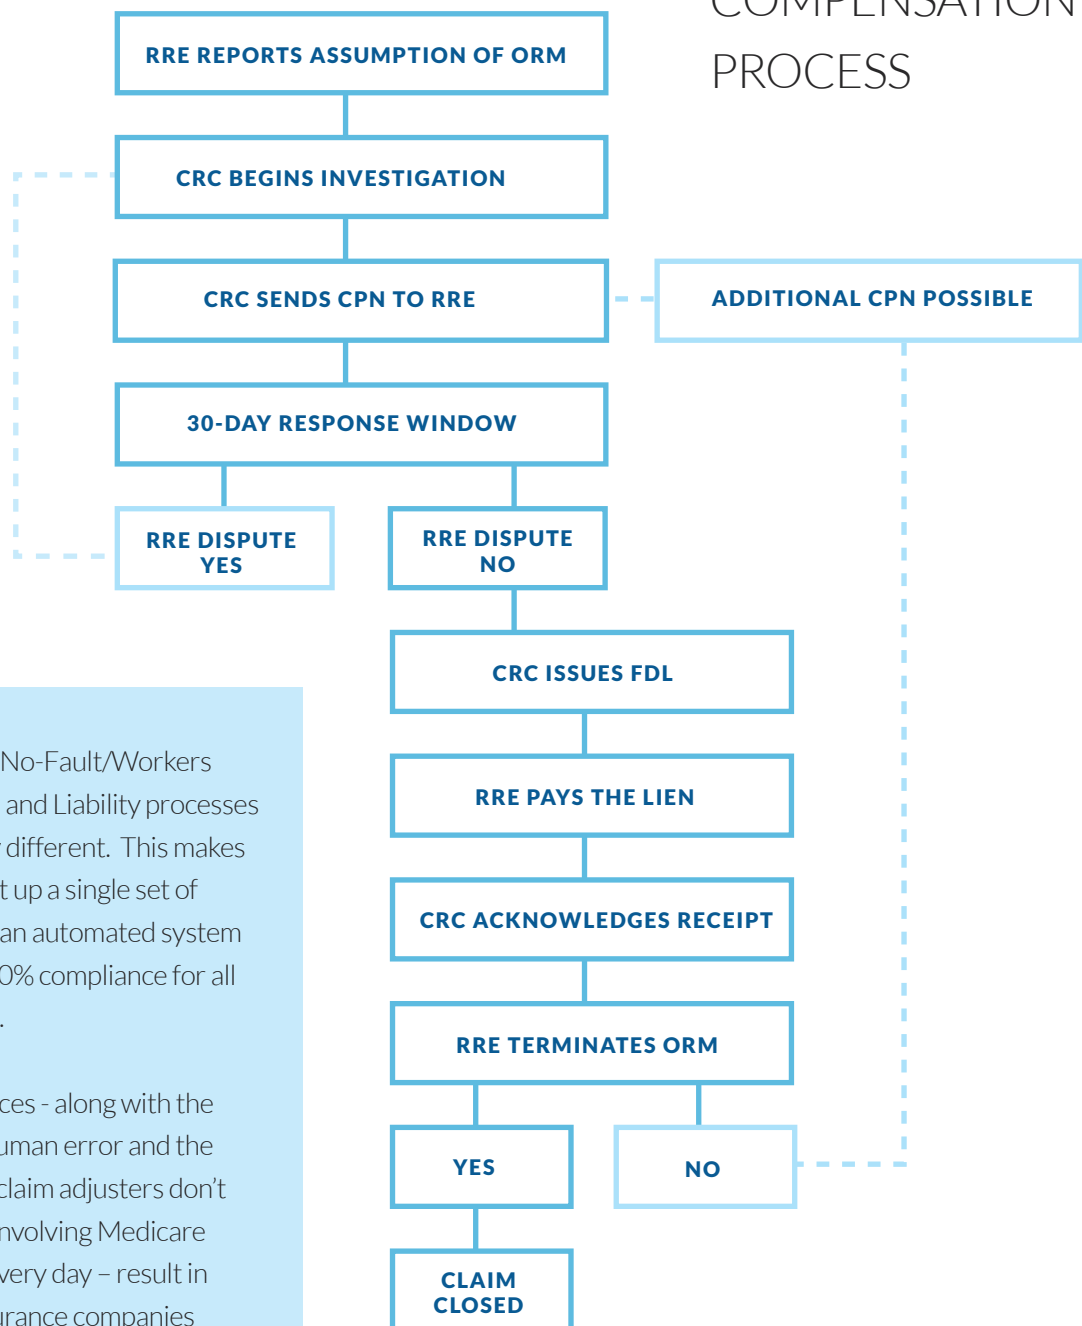 COMPENSATION
PROCESS
RRE REPORTS ASSUMPTION OF ORM
CRC BEGINS INVESTIGATION
CRC SENDS CPN TO RRE
ADDITIONAL CPN POSSIBLE
30-DAY RESPONSE WINDOW
RRE DISPUTE
YES
RRE DISPUTE
NO
CRC ISSUES FDL
RRE PAYS THE LIEN
CRC ACKNOWLEDGES RECEIPT
RRE TERMINATES ORM
YES
NO
CLAIM
CLOSED
No-Fault/Workers
and Liability processes
different. This makes
up a single set of
an automated system
0% compliance for all
.
ces - along with the
uman error and the
claim adjusters don’t
nvolving Medicare
very day – result in
urance companies